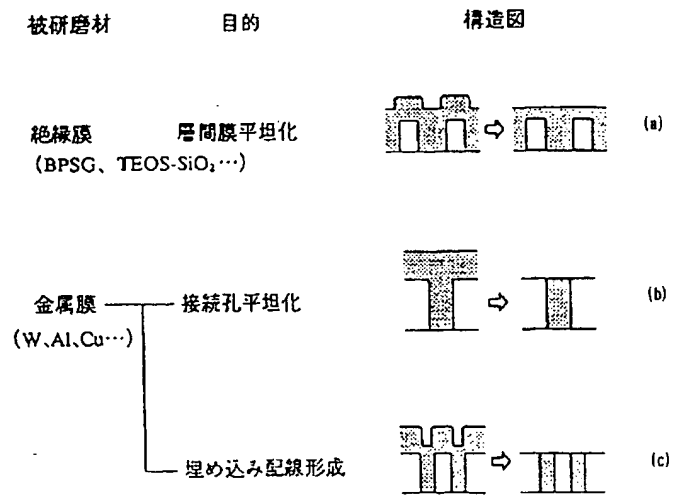 被研磨材 目的 構造図
絶縁膜 層間膜平坦化 (a)
(BPSG、TEOS-SiO₂…)
金属膜 接続孔平坦化 (b)
(W、Al、Cu…)
埋め込み配線形成 (c)